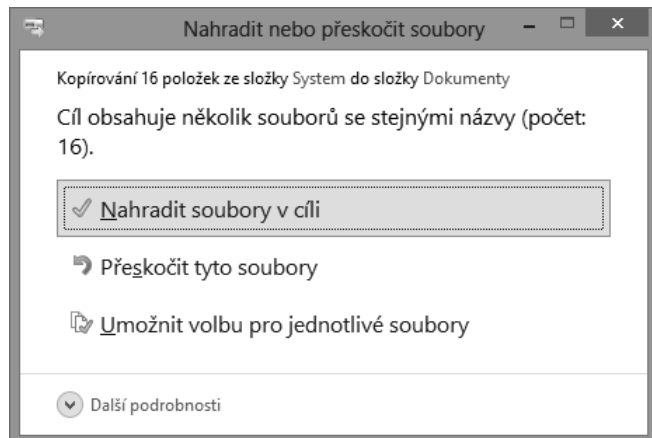 Nahradit nebo přeskočit soubory
Kopírování 16 položek ze složky System do složky Dokumenty
Cíl obsahuje několik souborů se stejnými názvy (počet:
16).
Nahradit soubory v cíli
Přeskočit tyto soubory
Umožnit volbu pro jednotlivé soubory
Další podrobnosti